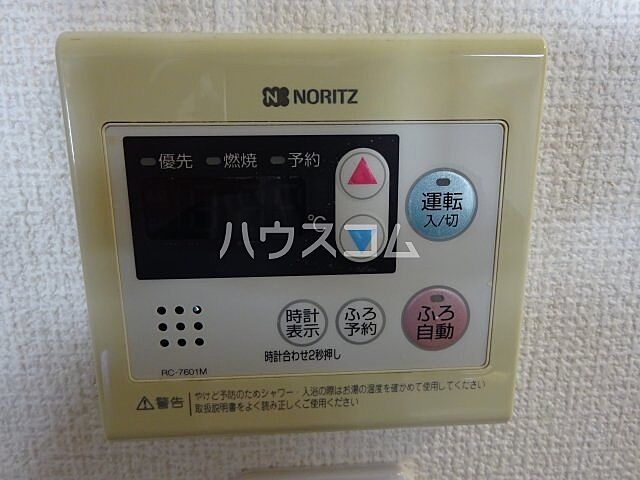 NORITZ
優先 燃焼 予約
℃
運転
入/切
ハウスコム
時計
表示
ふろ
予約
ふろ
自動
時計合わせ2秒押し
RC-7601M
警告
やけど予防のためシャワー・入浴の際はお湯の温度を確かめて使用してください
取扱説明書をよく読み正しくご使用ください